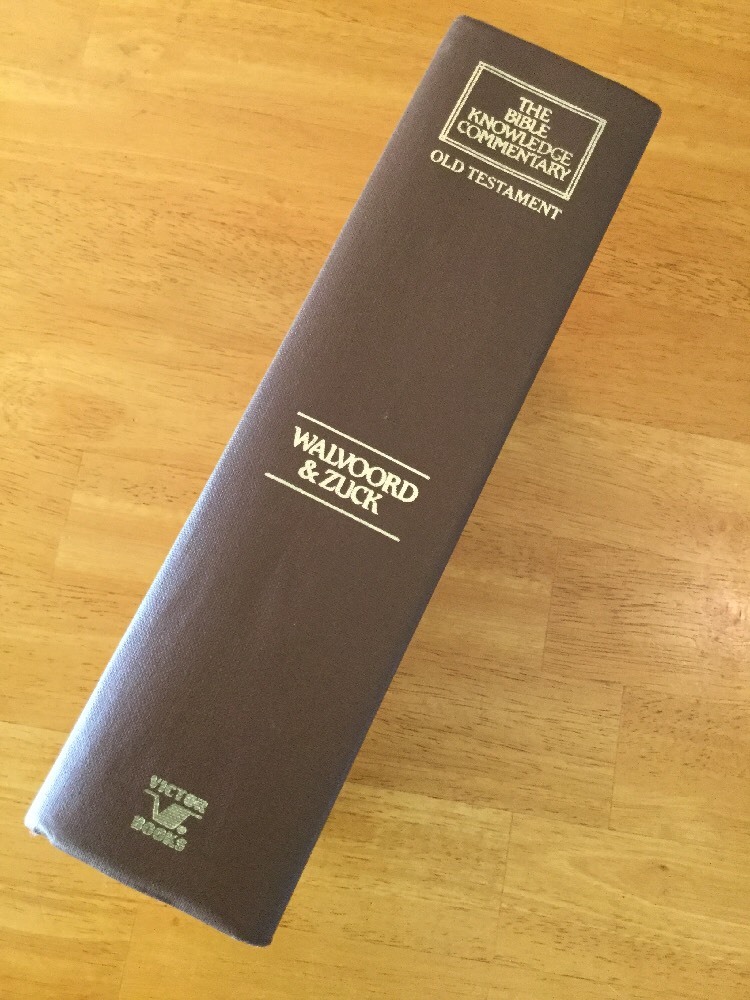 THE
BIBLE
KNOWLEDGE
COMMENTARY
OLD TESTAMENT
WALVOORD
& ZUCK
VICTOR
BOOKS